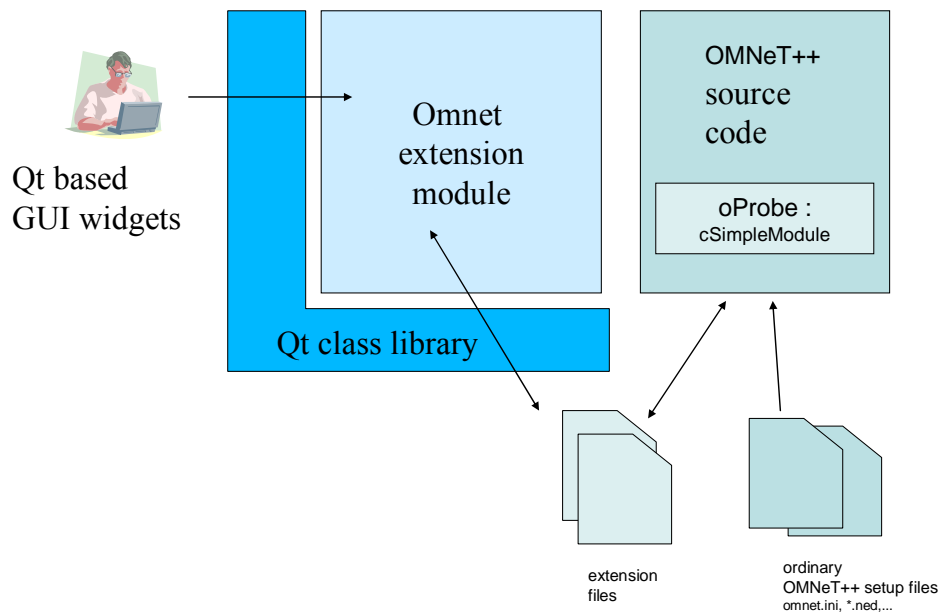 Qt based
GUI widgets
Omnet
extension
module
Qt class library
OMNeT++
source
code
oProbe :
cSimpleModule
extension
files
ordinary
OMNeT++ setup files
omnet.ini, *.ned,...